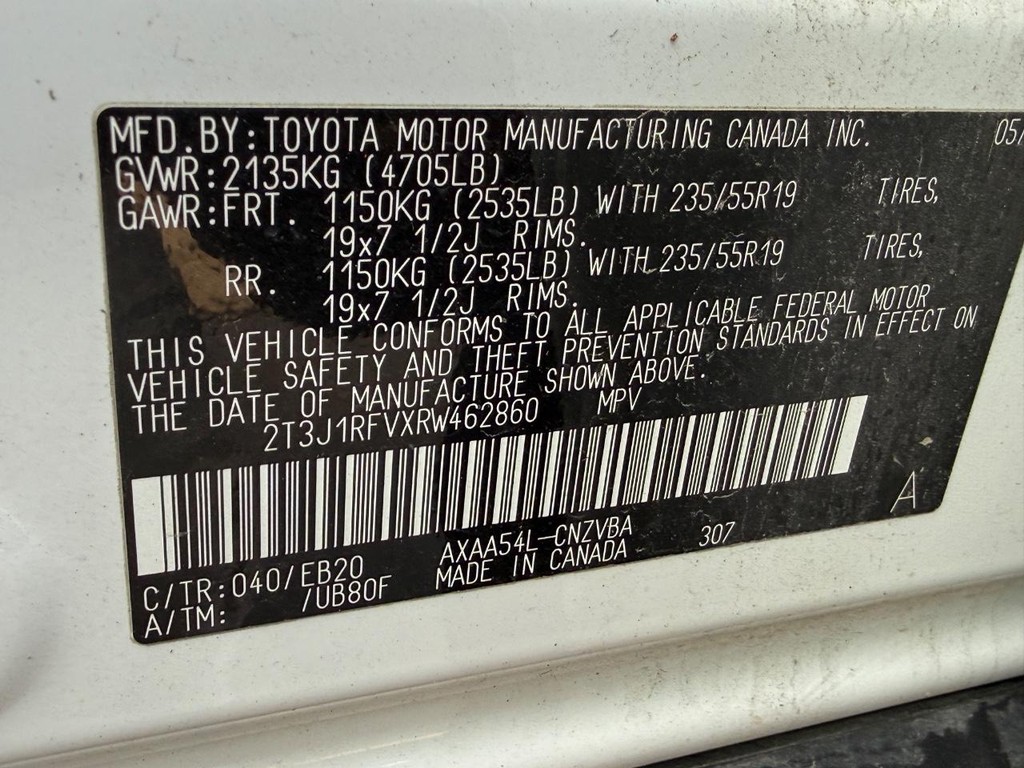 MFD.BY:TOYOTA MOTOR MANUFACTURING CANADA INC. 05/
GVWR:2135KG (4705LB)
GAWR:FRT. 1150KG (2535LB) WITH 235/55R19 TIRES,
19x7 1/2J RIMS.
RR. 1150KG (2535LB) WITH 235/55R19 TIRES,
19x7 1/2J RIMS.
THIS VEHICLE CONFORMS TO ALL APPLICABLE FEDERAL MOTOR
VEHICLE SAFETY AND THEFT PREVENTION STANDARDS IN EFFECT ON
THE DATE OF MANUFACTURE SHOWN ABOVE.
2T3J1RFVXRW462860 MPV
A
C/TR:040/EB20 AXAA54L-CNZVBA 307
A/TM: /UB80F MADE IN CANADA